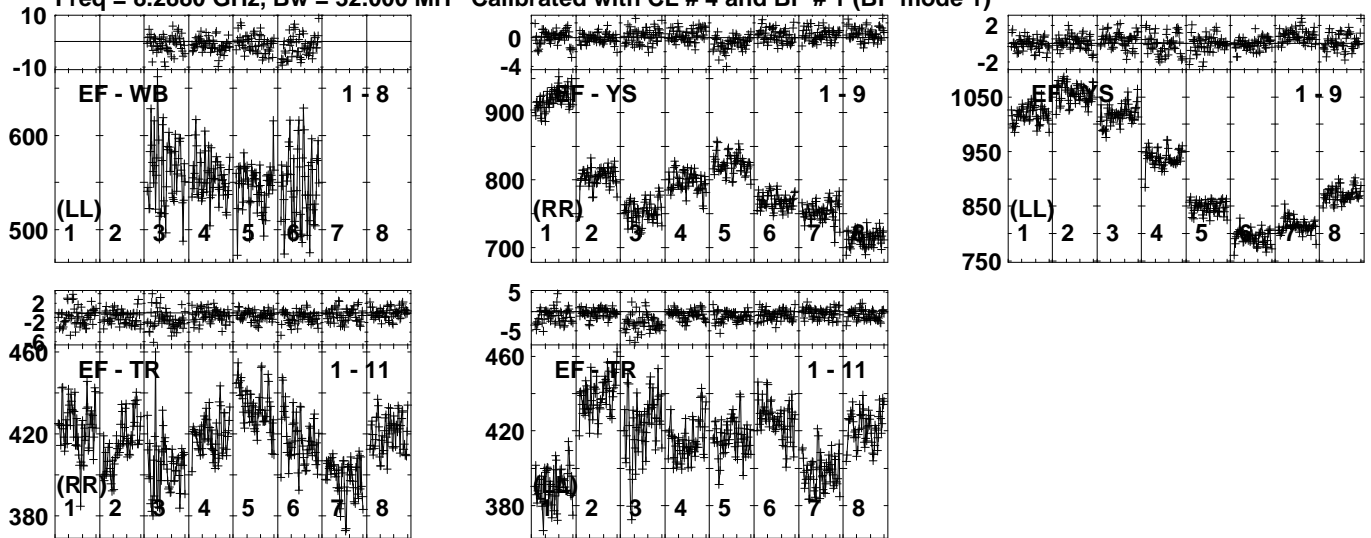 Freq = 8.2880 GHz, Bw = 32.000 MH Calibrated with CL # 4 and BP # 1 (BP mode 1)
10
-10
EF - WB 1 - 8
600
500
(LL)
1 2 3 4 5 6 7 8
0
-4
EF - YS 1 - 9
900
800
700
(RR)
1 2 3 4 5 6 7 8
2
-2
EF - YS 1 - 9
1050
950
850
750
(LL)
1 2 3 4 5 6 7 8
2
-2
-6
EF - TR 1 - 11
460
420
380
(RR)
1 2 3 4 5 6 7 8
5
-5
EF - TR 1 - 11
460
420
380
(LL)
1 2 3 4 5 6 7 8